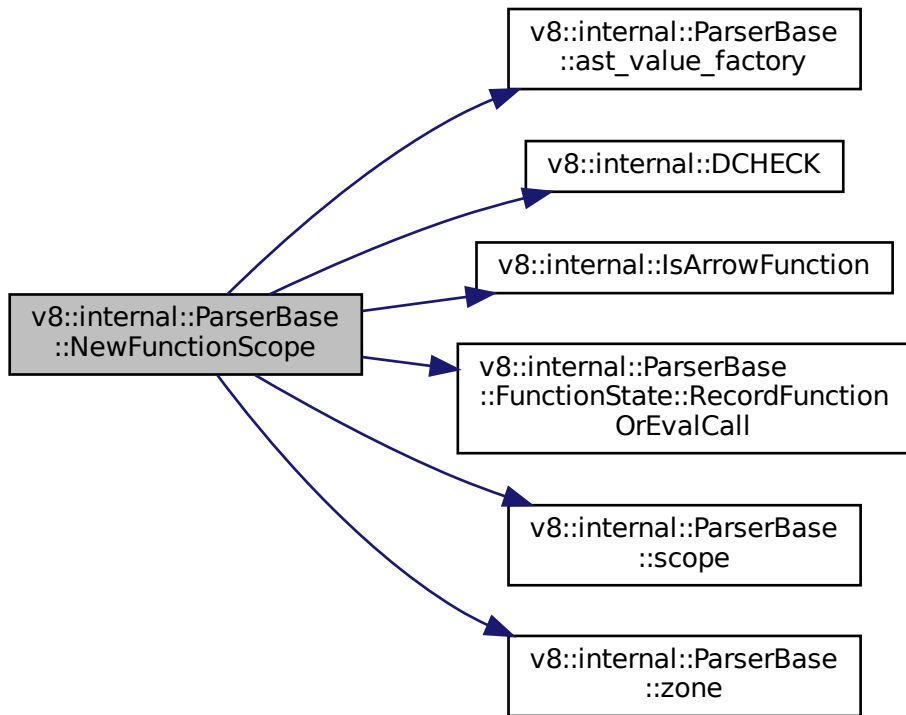 v8::internal::ParserBase
::ast_value_factory
v8::internal::DCHECK
v8::internal::IsArrowFunction
v8::internal::ParserBase
::NewFunctionScope
v8::internal::ParserBase
::FunctionState::RecordFunction
OrEvalCall
v8::internal::ParserBase
::scope
v8::internal::ParserBase
::zone